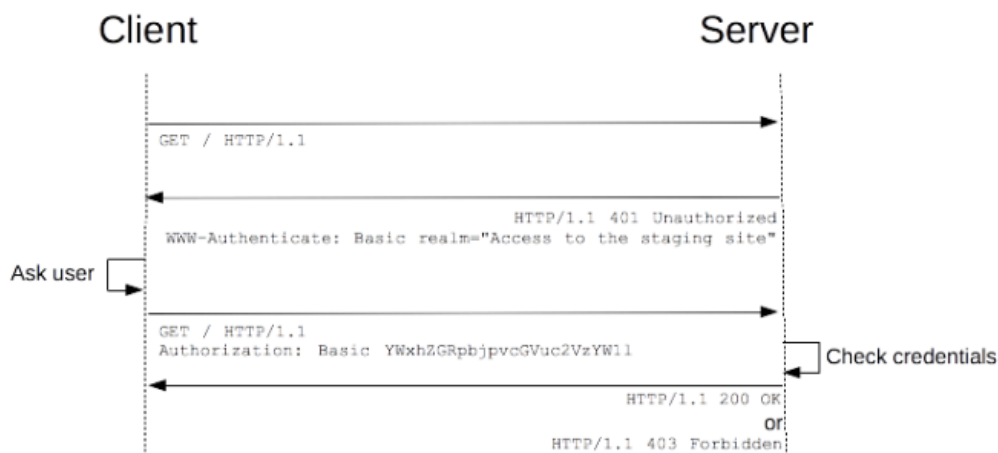 Client
Server
GET / HTTP/1.1
HTTP/1.1 401 Unauthorized
WWW-Authenticate: Basic realm="Access to the staging site"
Ask user
GET / HTTP/1.1
Authorization: Basic YWxhZGRpbjpvcGVuc2VzYW1l
Check credentials
HTTP/1.1 200 OK
or
HTTP/1.1 403 Forbidden